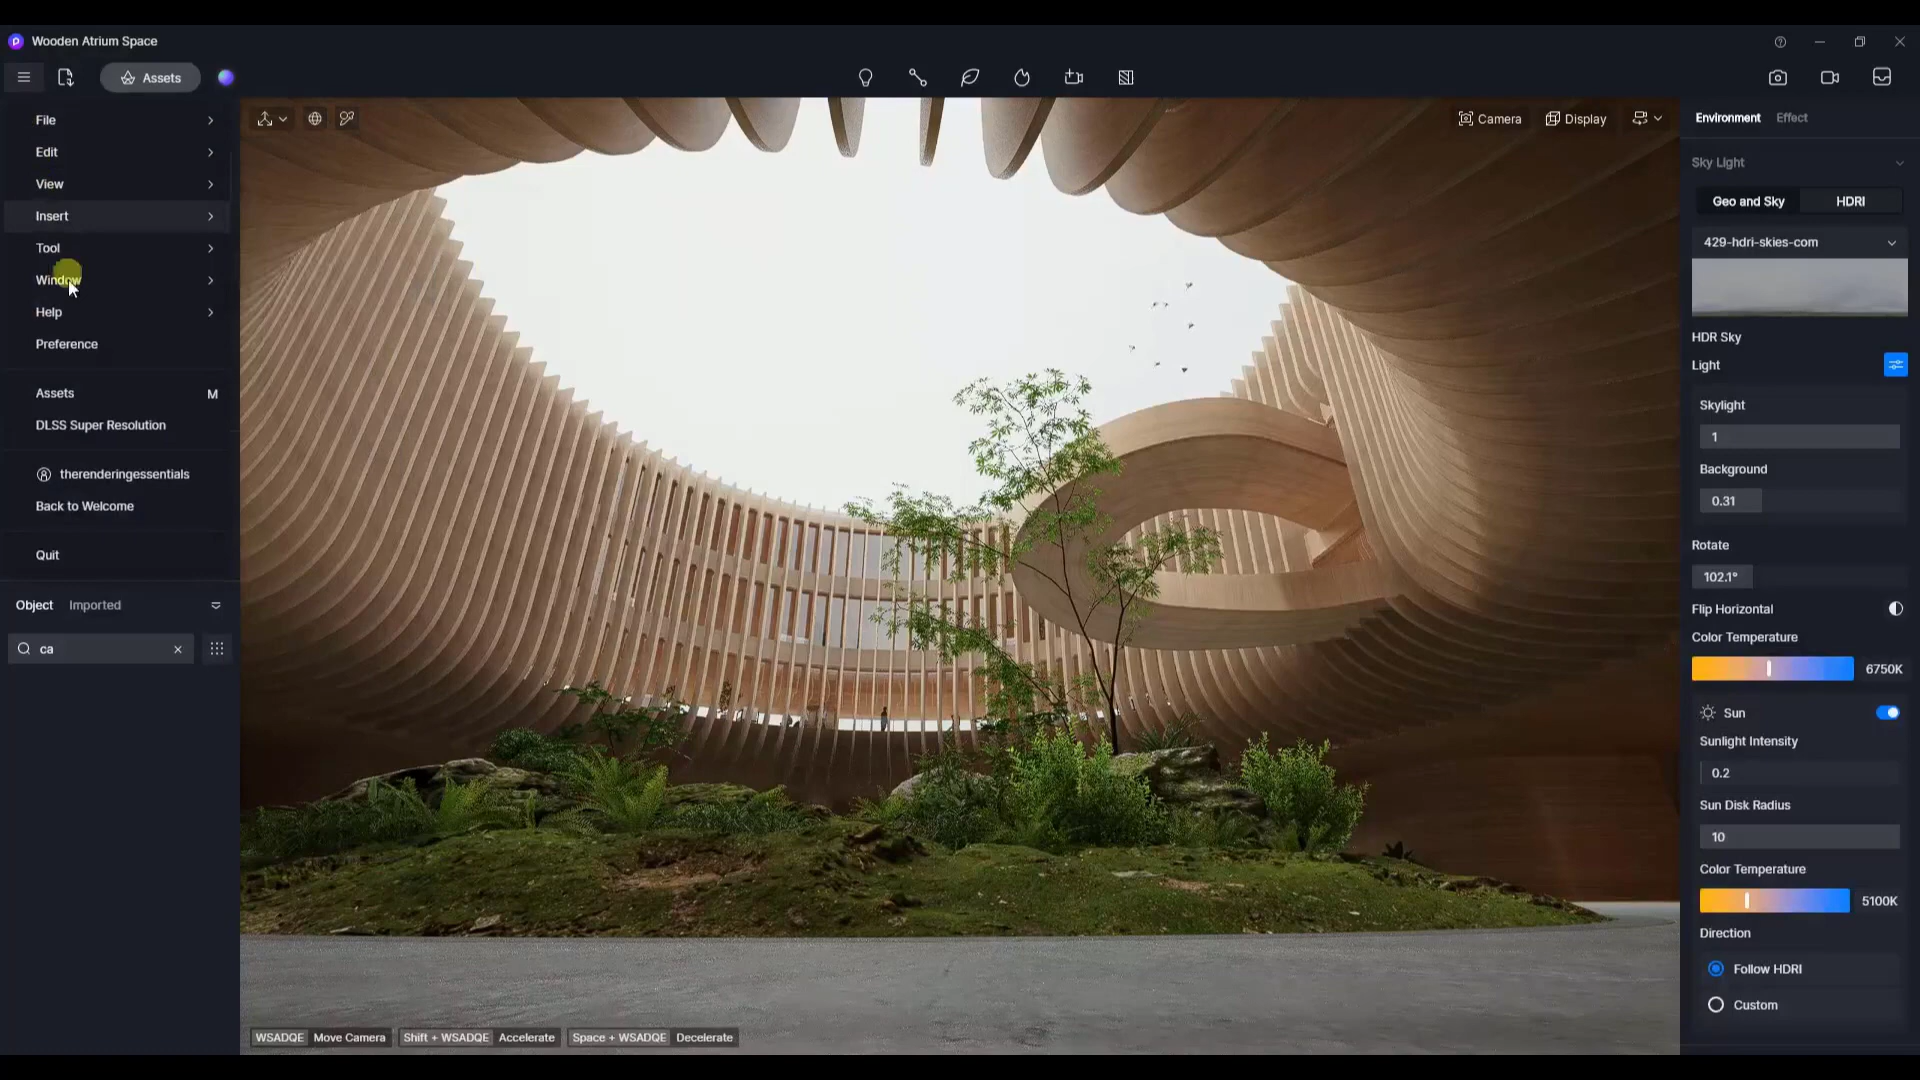 Wooden Atrium Space
Assets
File
Edit
View
Insert
Tool
Window
Help
Preference
Assets M
DLSS Super Resolution
therenderingessentials
Back to Welcome
Quit
Object Imported
ca
Camera Display
WSADQE Move Camera Shift + WSADQE Accelerate Space + WSADQE Decelerate
Environment Effect
Sky Light
Geo and Sky HDRI
429-hdri-skies-com
HDR Sky
Light
Skylight
1
Background
0.31
Rotate
102.1°
Flip Horizontal
Color Temperature
6750K
Sun
Sunlight Intensity
0.2
Sun Disk Radius
10
Color Temperature
5100K
Direction
Follow HDRI
Custom